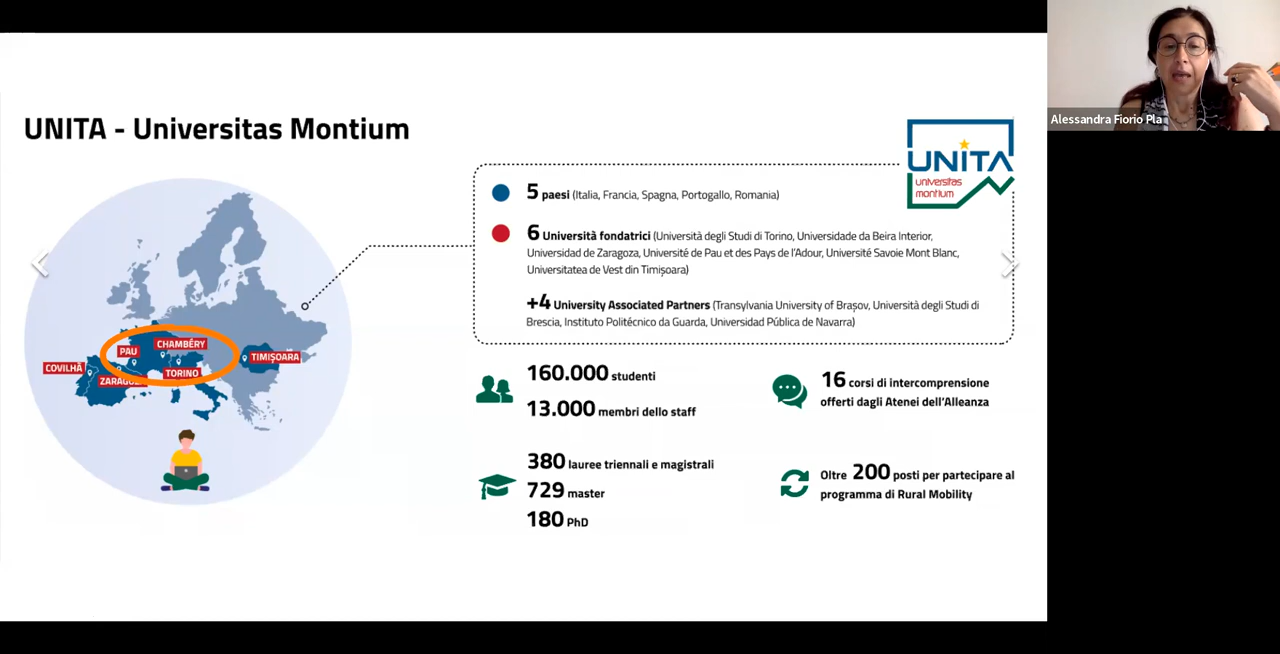 Alessandra Fiorio Pla
UNITA - Universitas Montium
UNITA
universitas
montium
5 paesi (Italia, Francia, Spagna, Portogallo, Romania)
6 Università fondatrici (Università degli Studi di Torino, Universidade da Beira Interior,
Universidad de Zaragoza, Université de Pau et des Pays de l'Adour, Université Savoie Mont Blanc,
Universitatea de Vest din Timişoara)
+4 University Associated Partners (Transylvania University of Braşov, Università degli Studi di
Brescia, Instituto Politécnico da Guarda, Universidad Pública de Navarra)
CHAMBÉRY
PAU
TIMIŞOARA
COVILHÃ
TORINO
160.000 studenti
13.000 membri dello staff
16 corsi di intercomprensione
offerti dagli Atenei dell'Alleanza
380 lauree triennali e magistrali
729 master
180 PhD
Oltre 200 posti per partecipare al
programma di Rural Mobility